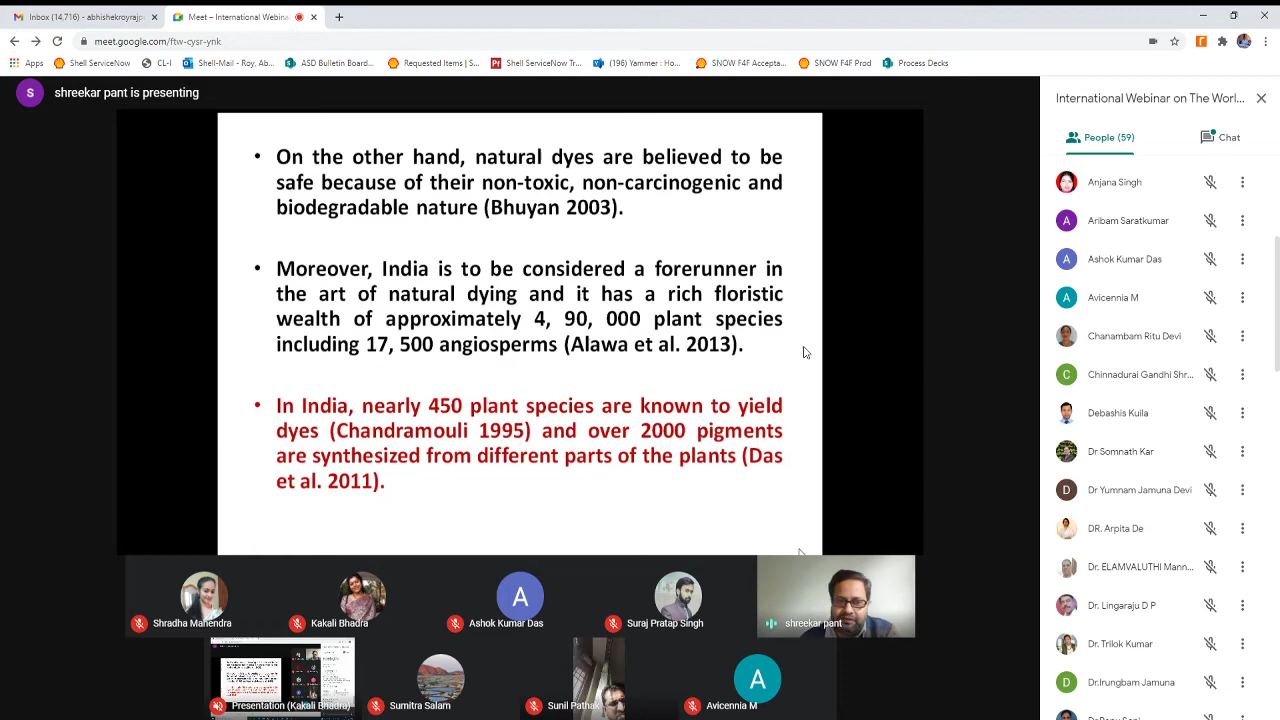 Inbox (14,716) - abhishekroyrajp
Meet – International Webina
meet.google.com/ftw-cysr-ynk
Apps
Shell ServiceNow
CL-I
Shell-Mail - Roy, Ab...
ASD Bulletin Board...
Requested Items | S...
Shell ServiceNow Tr...
(196) Yammer : Ho...
SNOW F4F Accepta...
SNOW F4F Prod
Process Decks
S
shreekar pant is presenting
• On the other hand, natural dyes are believed to be
safe because of their non-toxic, non-carcinogenic and
biodegradable nature (Bhuyan 2003).
• Moreover, India is to be considered a forerunner in
the art of natural dying and it has a rich floristic
wealth of approximately 4, 90, 000 plant species
including 17, 500 angiosperms (Alawa et al. 2013).
• In India, nearly 450 plant species are known to yield
dyes (Chandramouli 1995) and over 2000 pigments
are synthesized from different parts of the plants (Das
et al. 2011).
Shradha Mahendra
Kakali Bhadra
A
Ashok Kumar Das
Suraj Pratap Singh
shreekar pant
Presentation (Kakali Bhadra)
Sumitra Salam
Sunil Pathak
A
Avicennia M
International Webinar on The Worl...
People (59)
Chat
Anjana Singh
A
Aribam Saratkumar
A
Ashok Kumar Das
A
Avicennia M
Chanambam Ritu Devi
C
Chinnadurai Gandhi Shr...
Debashis Kuila
Dr Somnath Kar
D
Dr Yumnam Jamuna Devi
DR. Arpita De
Dr. ELAMVALUTHI Mann...
Dr. Lingaraju D P
Dr. Trilok Kumar
D
Dr.Irungbam Jamuna